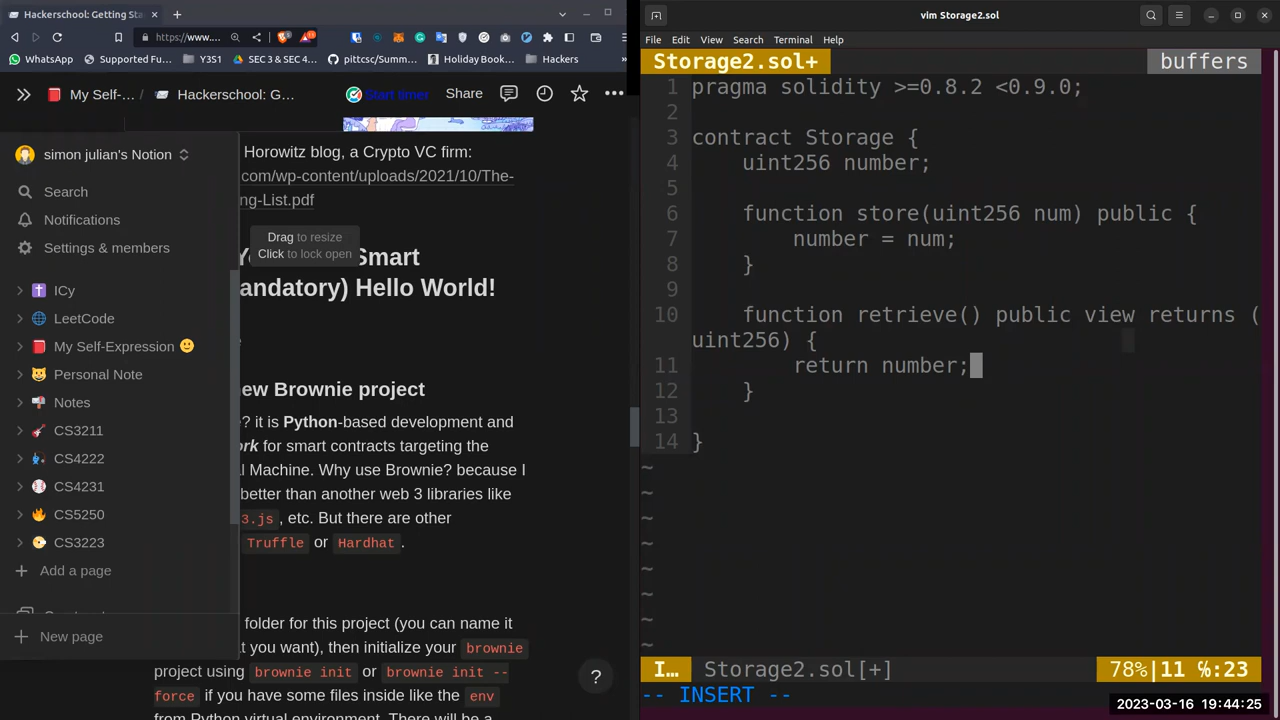 Hackerschool: Getting Sta
https://www....
WhatsApp
Supported Fu...
Y3S1
SEC 3 & SEC 4...
pittcsc/Summ...
Holiday Book...
Hackers
My Self-... / Hackerschool: G...
Start timer
Share
simon julian's Notion
Search
Notifications
Settings & members
Drag to resize
Click to lock open
ICy
LeetCode
My Self-Expression 🙂
Personal Note
Notes
CS3211
CS4222
CS4231
CS5250
CS3223
Add a page
New page
Horowitz blog, a Crypto VC firm:
com/wp-content/uploads/2021/10/The-
ng-List.pdf
Smart
andatory) Hello World!
ew Brownie project
? it is Python-based development and
rk for smart contracts targeting the
al Machine. Why use Brownie? because I
better than another web 3 libraries like
3.js , etc. But there are other
Truffle or Hardhat .
folder for this project (you can name it
t you want), then initialize your brownie
project using brownie init or brownie init --
force if you have some files inside like the env
from Python virtual environment. There will be a
?
vim Storage2.sol
File Edit View Search Terminal Help
Storage2.sol+
buffers
1 pragma solidity >=0.8.2 <0.9.0;
2
3 contract Storage {
4 uint256 number;
5
6 function store(uint256 num) public {
7 number = num;
8 }
9
10 function retrieve() public view returns (
uint256) {
11 return number;
12 }
13
14 }
~
~
~
~
~
~
~
~
I... Storage2.sol[+] 78%|11 ℅:23
-- INSERT --
2023-03-16 19:44:25